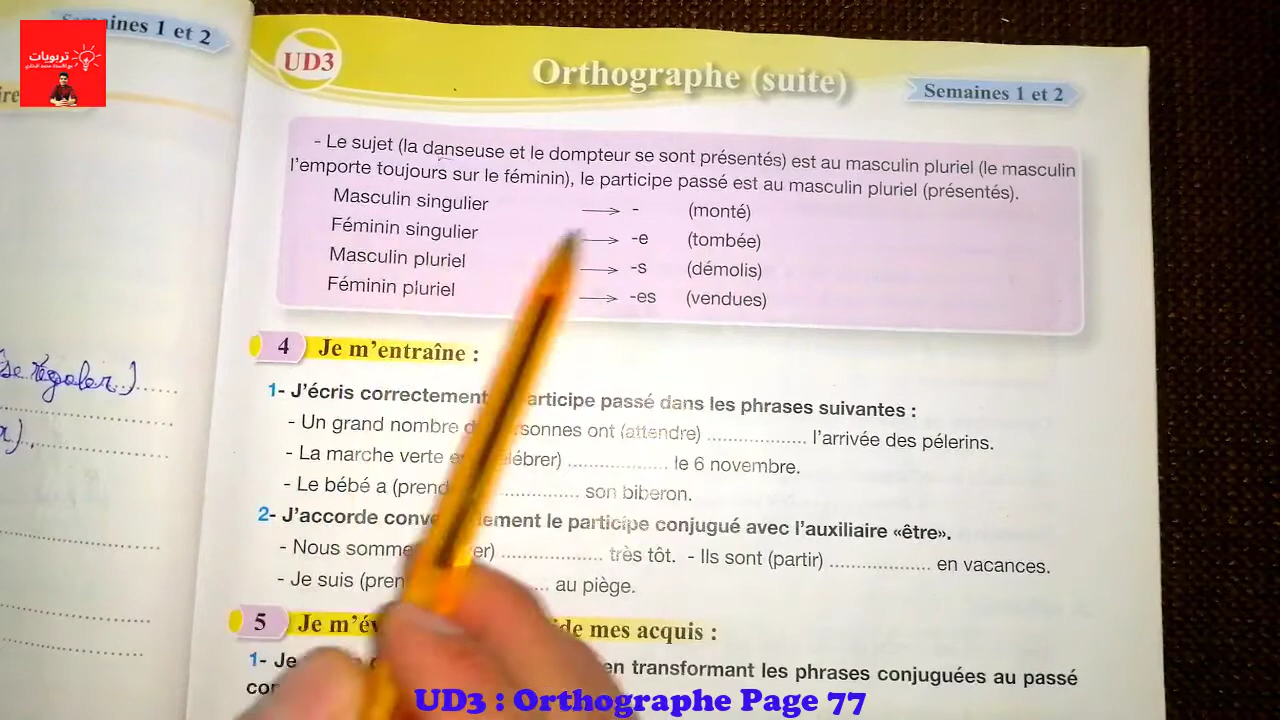 Semaines 1 et 2
تربويات
UD3
Orthographe (suite)
Semaines 1 et 2
- Le sujet (la danseuse et le dompteur se sont présentés) est au masculin pluriel (le masculin
l'emporte toujours sur le féminin), le participe passé est au masculin pluriel (présentés).
Masculin singulier → - (monté)
Féminin singulier → -e (tombée)
Masculin pluriel → -s (démolis)
Féminin pluriel → -es (vendues)
4 Je m'entraîne :
(se régaler)......
1- J'écris correctement articipe passé dans les phrases suivantes :
- Un grand nombre sonnes ont (attendre) .................. l'arrivée des pélerins.
- La marche verte élébrer) .................. le 6 novembre.
- Le bébé a (prend .............. son biberon.
2- J'accorde conv ement le participe conjugué avec l'auxiliaire «être».
- Nous somme er) .................. très tôt. - Ils sont (partir) .................. en vacances.
- Je suis (pren ... au piège.
5 Je m'év ide mes acquis :
1- Je en transformant les phrases conjuguées au passé
UD3 : Orthographe Page 77